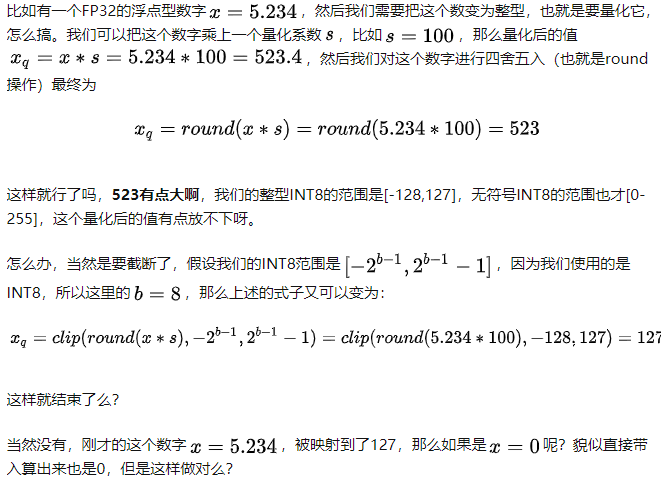 比如有一个FP32的浮点型数字 x = 5.234 ，然后我们需要把这个数变为整型，也就是要量化它，
怎么搞。我们可以把这个数字乘上一个量化系数 s ，比如 s = 100 ，那么量化后的值
x_q = x * s = 5.234 * 100 = 523.4 ，然后我们对这个数字进行四舍五入（也就是round
操作）最终为
x_q = round(x * s) = round(5.234 * 100) = 523
这样就行了吗，523有点大啊，我们的整型INT8的范围是[-128,127]，无符号INT8的范围也才[0-
255]，这个量化后的值有点放不下呀。
怎么办，当然是要截断了，假设我们的INT8范围是 [-2^{b-1}, 2^{b-1} - 1] ，因为我们使用的是
INT8，所以这里的 b = 8 ，那么上述的式子又可以变为：
x_q = clip(round(x * s), -2^{b-1}, 2^{b-1} - 1) = clip(round(5.234 * 100), -128, 127) = 127
这样就结束了么？
当然没有，刚才的这个数字 x = 5.234 ，被映射到了127，那么如果是 x = 0 呢？貌似直接带
入算出来也是0，但是这样做对么？